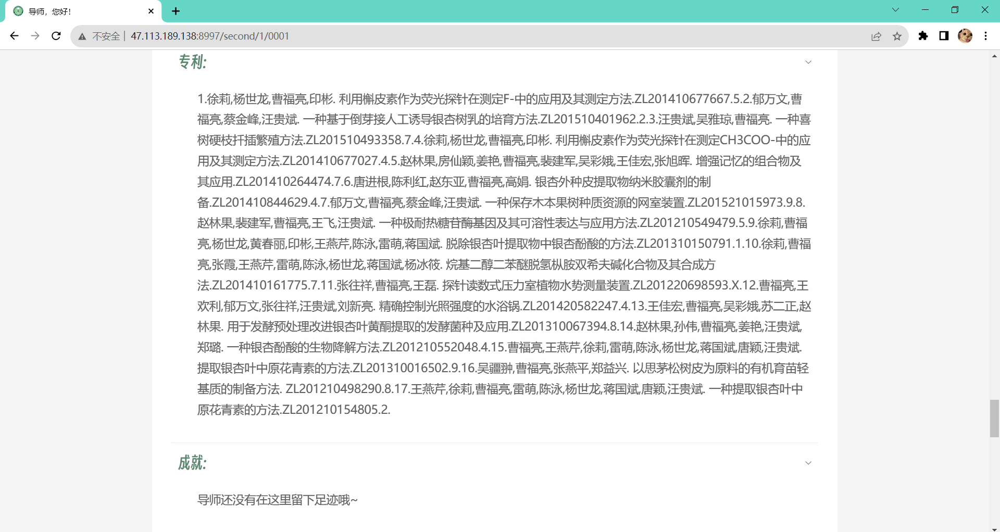 导师，您好！
不安全
47.113.189.138:8997/second/1/0001
专利:
1.徐莉,杨世龙,曹福亮,印彬. 利用槲皮素作为荧光探针在测定F-中的应用及其测定方法.ZL201410677667.5.2.郁万文,曹
福亮,蔡金峰,汪贵斌. 一种基于倒芽接人工诱导银杏树乳的培育方法.ZL201510401962.2.3.汪贵斌,吴雅琼,曹福亮. 一种喜
树硬枝扦插繁殖方法.ZL201510493358.7.4.徐莉,杨世龙,曹福亮,印彬. 利用槲皮素作为荧光探针在测定CH3COO-中的应
用及其测定方法.ZL201410677027.4.5.赵林果,房仙颖,姜艳,曹福亮,裴建军,吴彩娥,王佳宏,张旭晖. 增强记忆的组合物及
其应用.ZL201410264474.7.6.唐进根,陈利红,赵东亚,曹福亮,高娟. 银杏外种皮提取物纳米胶囊剂的制
备.ZL201410844629.4.7.郁万文,曹福亮,蔡金峰,汪贵斌. 一种保存木本果树种质资源的网室装置.ZL201521015973.9.8.
赵林果,裴建军,曹福亮,王飞,汪贵斌. 一种极耐热糖苷酶基因及其可溶性表达与应用方法.ZL201210549479.5.9.徐莉,曹福
亮,杨世龙,黄春丽,印彬,王燕芹,陈泳,雷萌,蒋国斌. 脱除银杏叶提取物中银杏酚酸的方法.ZL201310150791.1.10.徐莉,曹福
亮,张霞,王燕芹,雷萌,陈泳,杨世龙,蒋国斌,杨冰筱. 烷基二醇二苯醚脱氢枞胺双希夫碱化合物及其合成方
法.ZL201410161775.7.11.张往祥,曹福亮,王磊. 探针读数式压力室植物水势测量装置.ZL201220698593.X.12.曹福亮,王
欢利,郁万文,张往祥,汪贵斌,刘新亮. 精确控制光照强度的水浴锅.ZL201420582247.4.13.王佳宏,曹福亮,吴彩娥,苏二正,赵
林果. 用于发酵预处理改进银杏叶黄酮提取的发酵菌种及应用.ZL201310067394.8.14.赵林果,孙伟,曹福亮,姜艳,汪贵斌,
郑璐. 一种银杏酚酸的生物降解方法.ZL201210552048.4.15.曹福亮,王燕芹,徐莉,雷萌,陈泳,杨世龙,蒋国斌,唐颖,汪贵斌.
提取银杏叶中原花青素的方法.ZL201310016502.9.16.吴疆翀,曹福亮,张燕平,郑益兴. 以思茅松树皮为原料的有机育苗轻
基质的制备方法. ZL201210498290.8.17.王燕芹,徐莉,曹福亮,雷萌,陈泳,杨世龙,蒋国斌,唐颖,汪贵斌. 一种提取银杏叶中
原花青素的方法.ZL201210154805.2.
成就:
导师还没有在这里留下足迹哦~